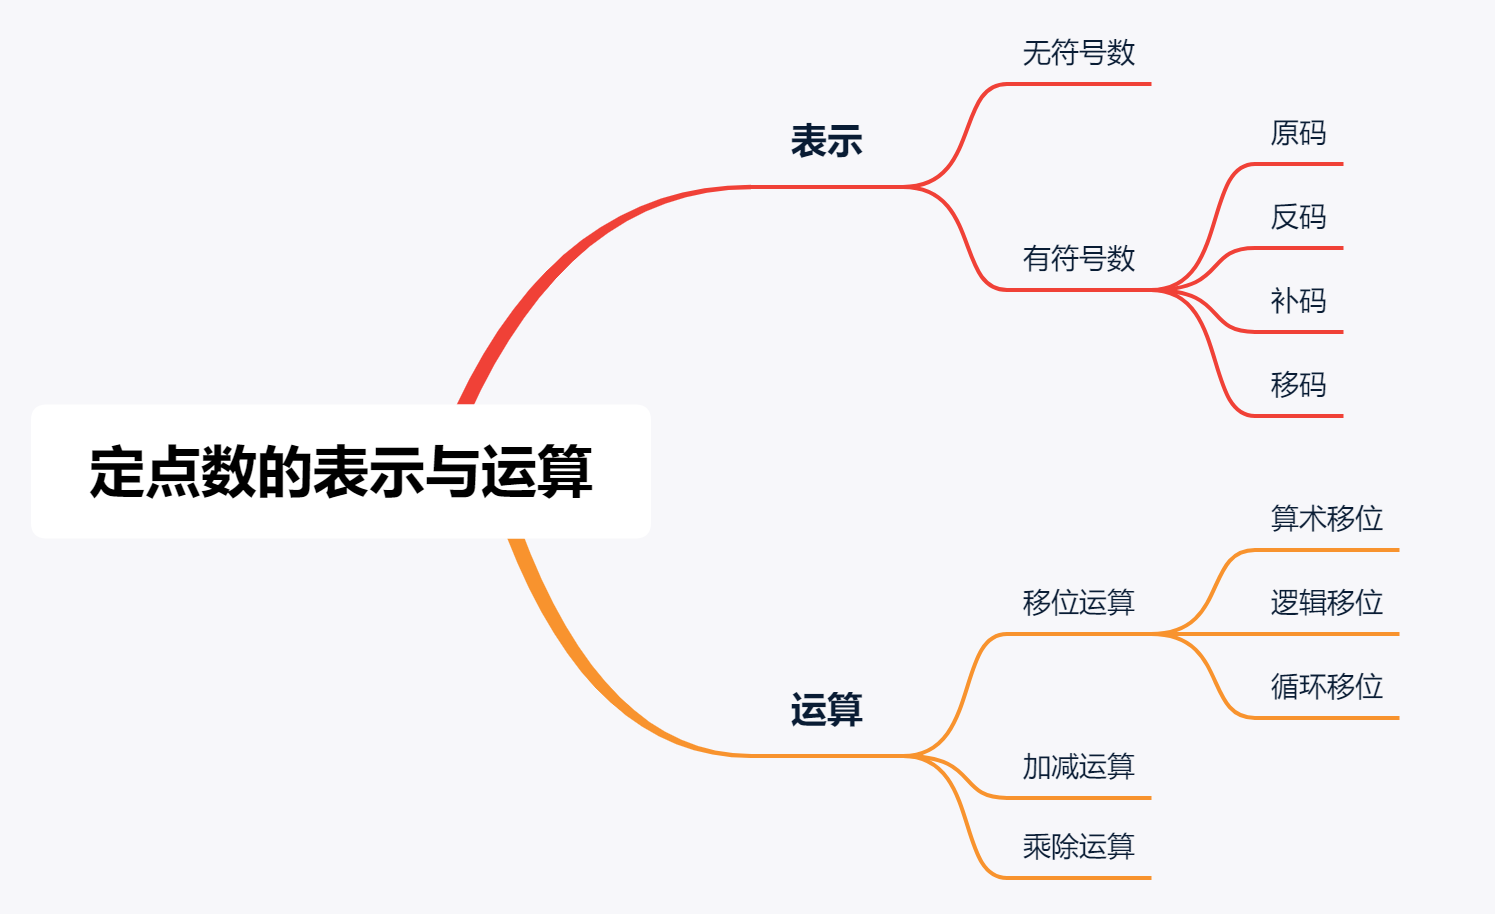 定点数的表示与运算
表示
无符号数
有符号数
原码
反码
补码
移码
运算
移位运算
算术移位
逻辑移位
循环移位
加减运算
乘除运算